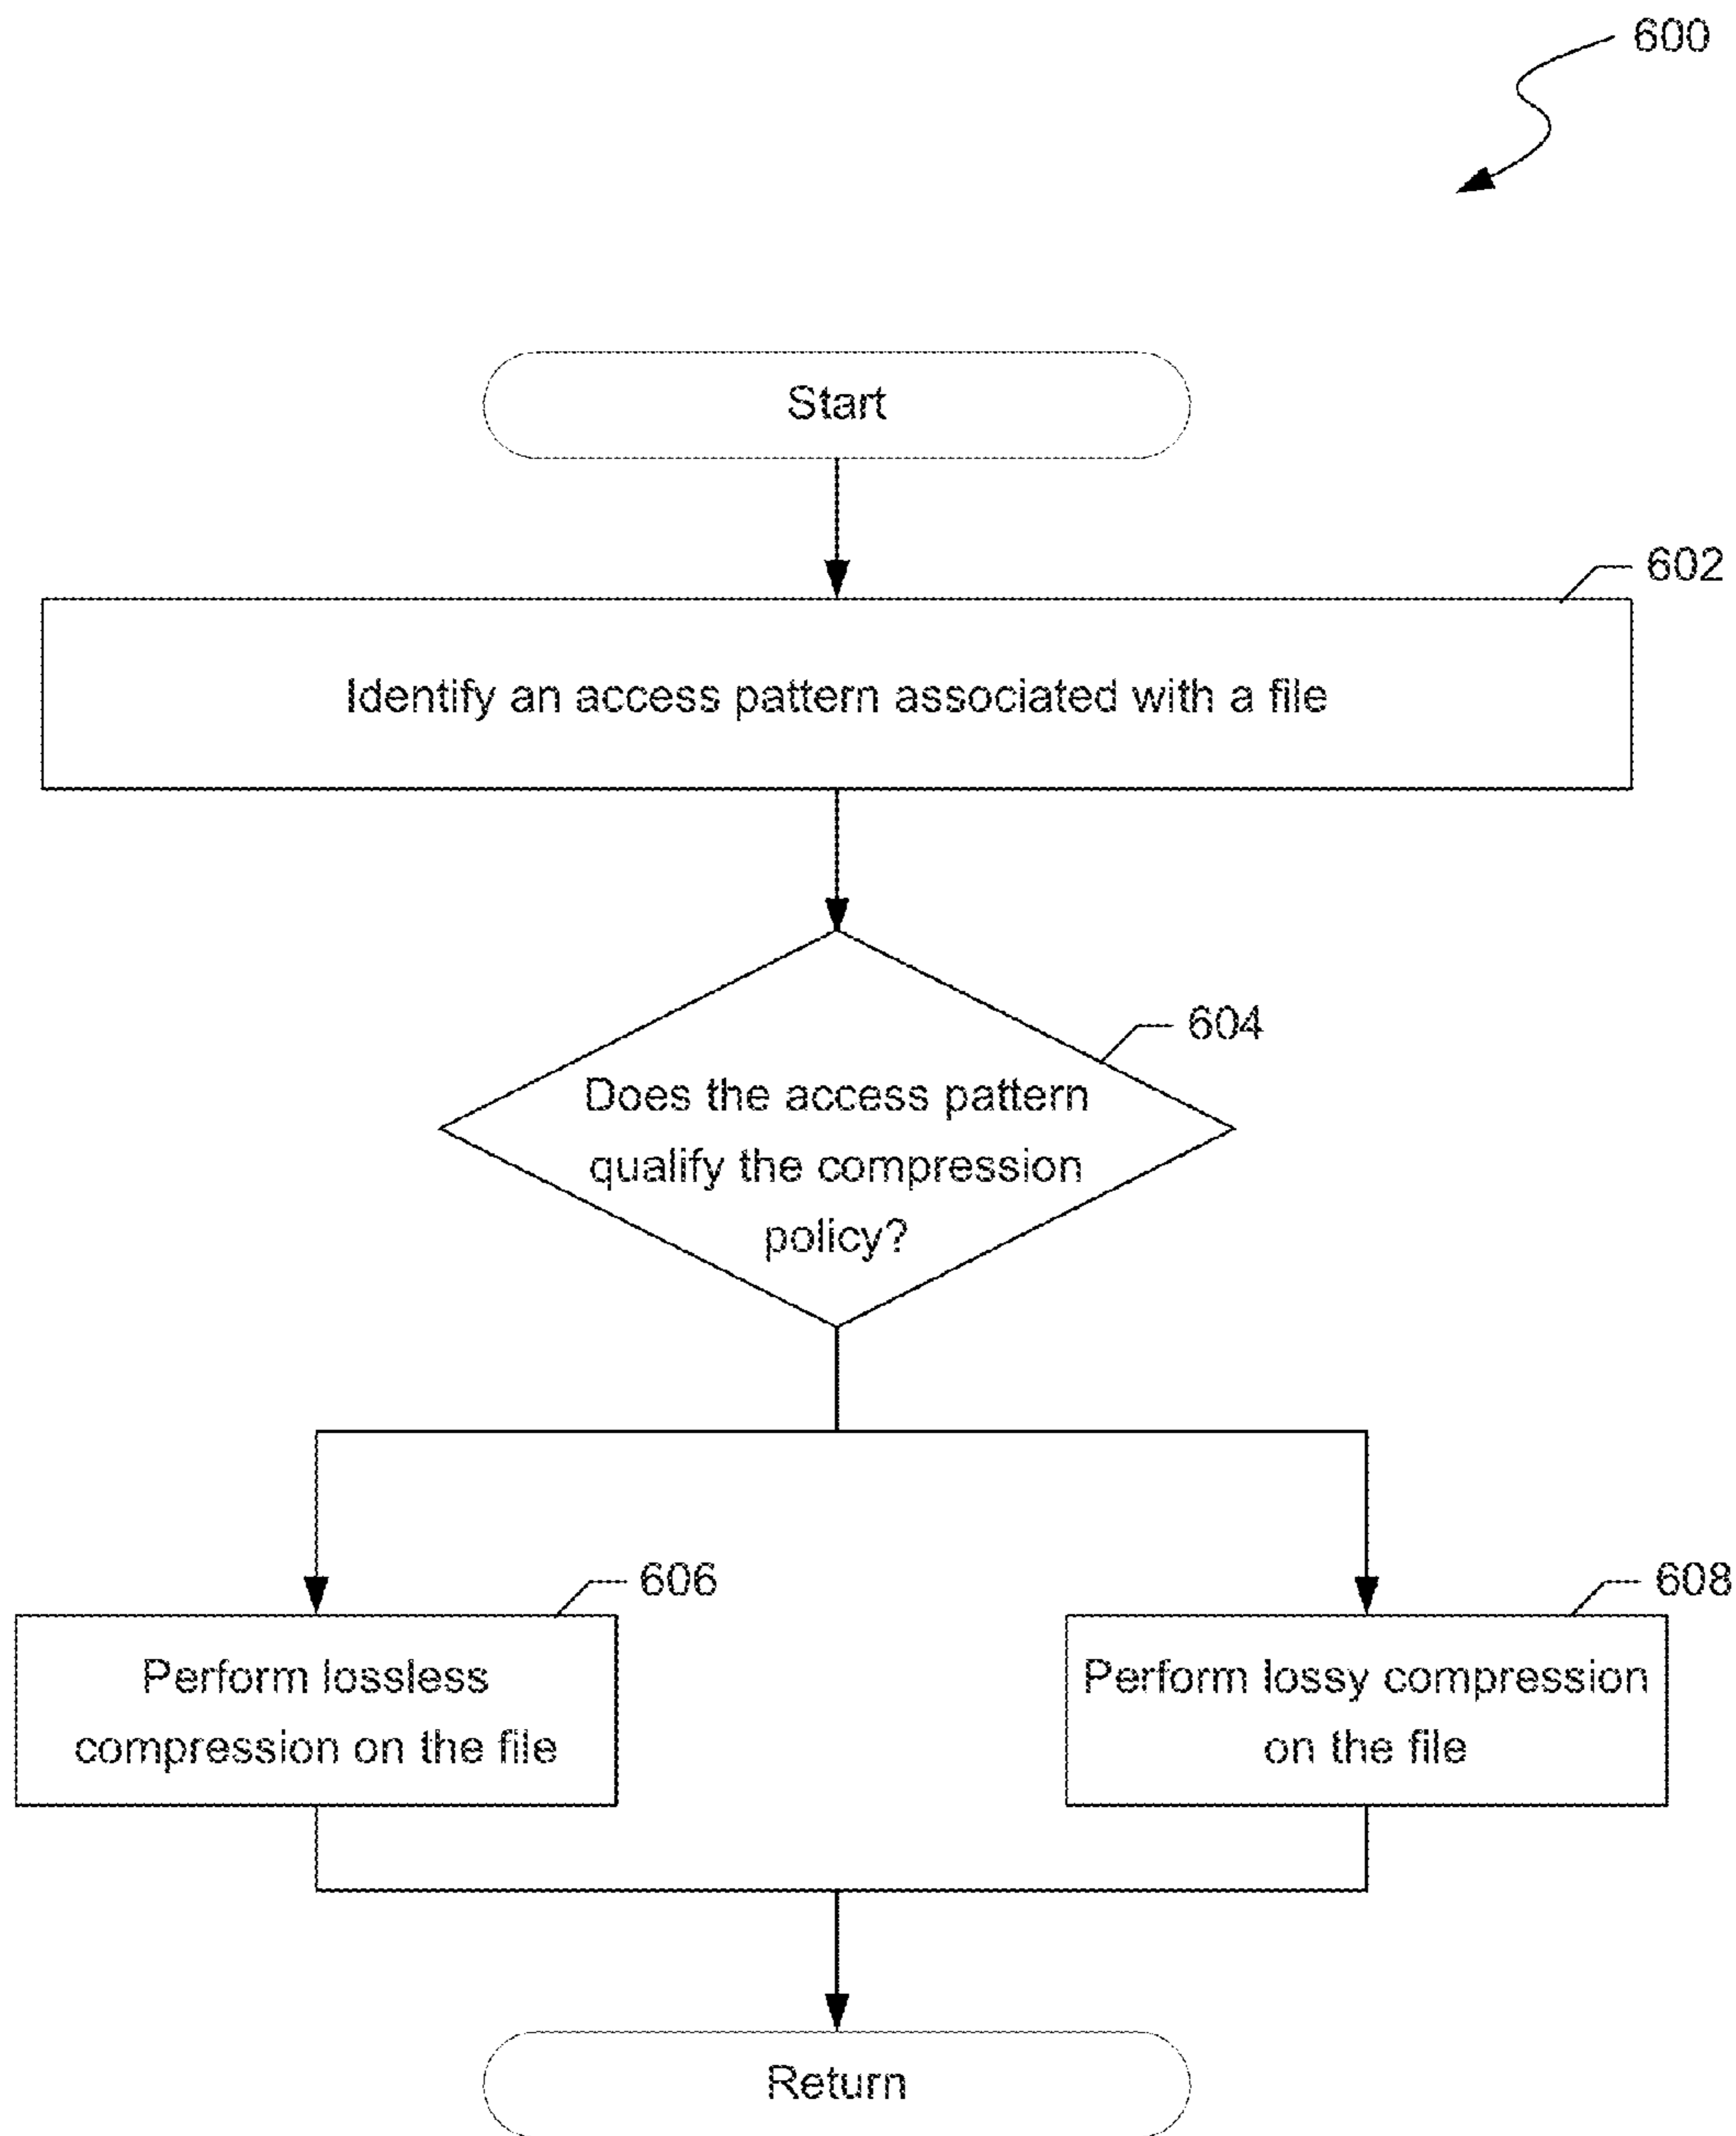 600
Start
602
Identify an access pattern associated with a file
604
Does the access pattern
qualify the compression
policy?
606
608
Perform lossless
compression on the file
Perform lossy compression
on the file
Return